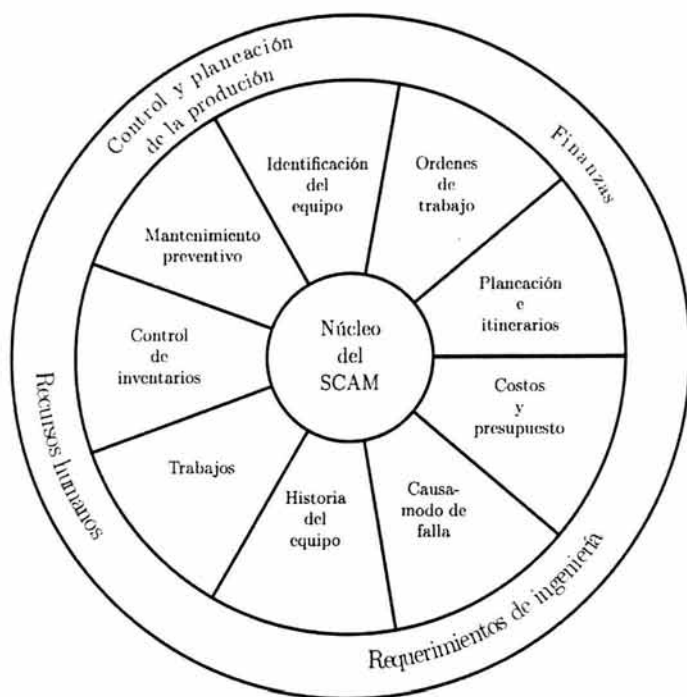 Control y planeación
de la produción
Finanzas
Identificación
del
equipo
Ordenes
de
trabajo
Mantenimiento
preventivo
Planeación
e
itinerarios
Control
de
inventarios
Núcleo
del
SCAM
Costos
y
presupuesto
Trabajos
Historia
del
equipo
Causa-
modo de
falla
Recursos humanos
Requerimientos de ingeniería